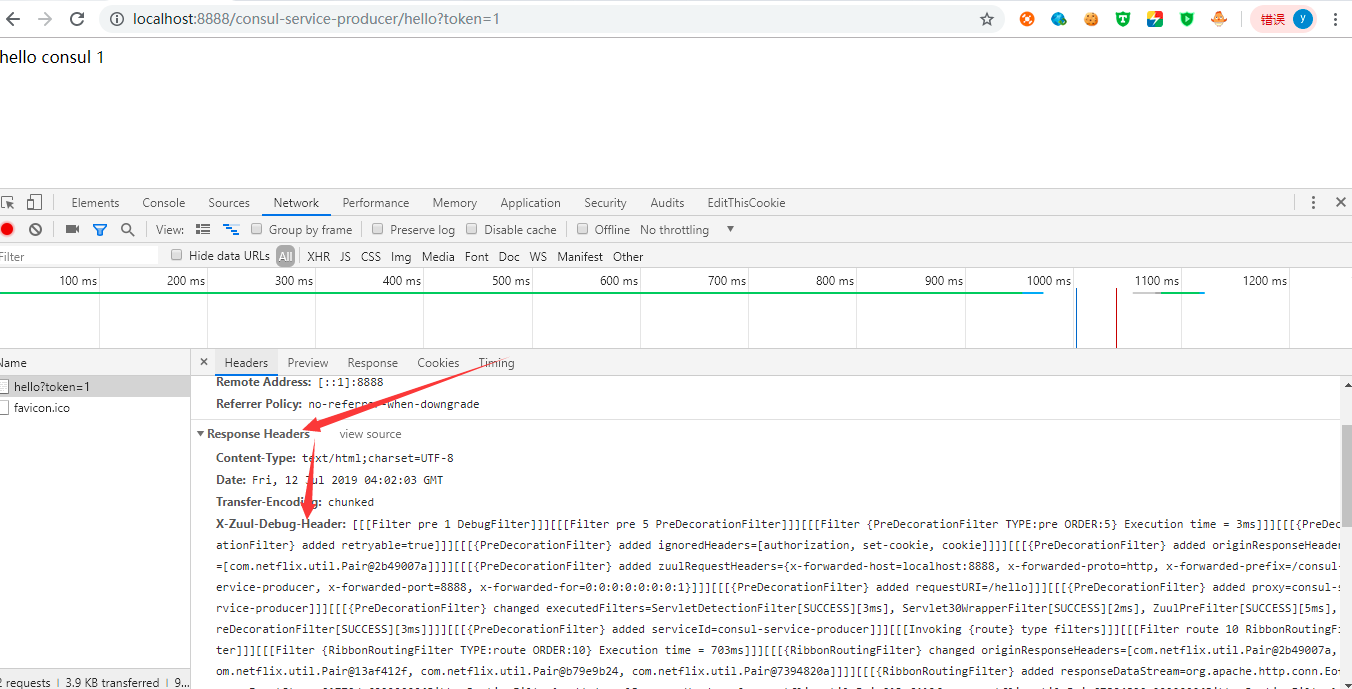 localhost:8888/consul-service-producer/hello?token=1
错误 y
hello consul 1
Elements Console Sources Network Performance Memory Application Security Audits EditThisCookie
View: Group by frame Preserve log Disable cache Offline No throttling
Filter Hide data URLs All XHR JS CSS Img Media Font Doc WS Manifest Other
100 ms 200 ms 300 ms 400 ms 500 ms 600 ms 700 ms 800 ms 900 ms 1000 ms 1100 ms 1200 ms
Name Headers Preview Response Cookies Timing
hello?token=1
favicon.ico
Remote Address: [::1]:8888
Referrer Policy: no-referrer-when-downgrade
Response Headers view source
Content-Type: text/html;charset=UTF-8
Date: Fri, 12 Jul 2019 04:02:03 GMT
Transfer-Encoding: chunked
X-Zuul-Debug-Header: [[[Filter pre 1 DebugFilter]]][[[Filter pre 5 PreDecorationFilter]]][[[Filter {PreDecorationFilter TYPE:pre ORDER:5} Execution time = 3ms]]][[[{PreDec
ationFilter} added retryable=true]]][[[{PreDecorationFilter} added ignoredHeaders=[authorization, set-cookie, cookie]]]][[[{PreDecorationFilter} added originResponseHeader
=[com.netflix.util.Pair@2b49007a]]]][[[{PreDecorationFilter} added zuulRequestHeaders={x-forwarded-host=localhost:8888, x-forwarded-proto=http, x-forwarded-prefix=/consul-
ervice-producer, x-forwarded-port=8888, x-forwarded-for=0:0:0:0:0:0:0:1}]]][[[{PreDecorationFilter} added requestURI=/hello]]][[[{PreDecorationFilter} added proxy=consul-s
rvice-producer]]][[[{PreDecorationFilter} changed executedFilters=ServletDetectionFilter[SUCCESS][3ms], Servlet30WrapperFilter[SUCCESS][2ms], ZuulPreFilter[SUCCESS][5ms],
reDecorationFilter[SUCCESS][3ms]]]][[[{PreDecorationFilter} added serviceId=consul-service-producer]]][[[Invoking {route} type filters]]][[[Filter route 10 RibbonRoutingFi
ter]]][[[Filter {RibbonRoutingFilter TYPE:route ORDER:10} Execution time = 703ms]]][[[{RibbonRoutingFilter} changed originResponseHeaders=[com.netflix.util.Pair@2b49007a,
om.netflix.util.Pair@13af412f, com.netflix.util.Pair@b79e9b24, com.netflix.util.Pair@7394820a]]]][[[{RibbonRoutingFilter} added responseDataStream=org.apache.http.conn.Eo
2 requests 3.9 KB transferred 9...